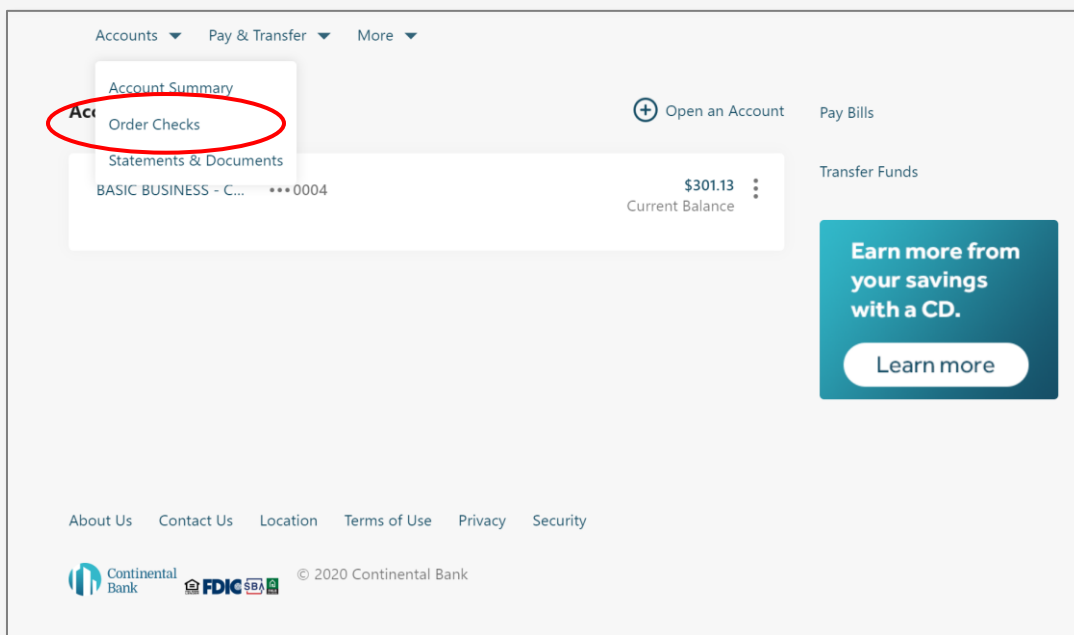 Accounts Pay & Transfer More
Account Summary
Order Checks
Statements & Documents
Open an Account
BASIC BUSINESS - C... •••0004
$301.13
Current Balance
Pay Bills
Transfer Funds
Earn more from
your savings
with a CD.
Learn more
About Us Contact Us Location Terms of Use Privacy Security
Continental
Bank
FDIC SBA
© 2020 Continental Bank